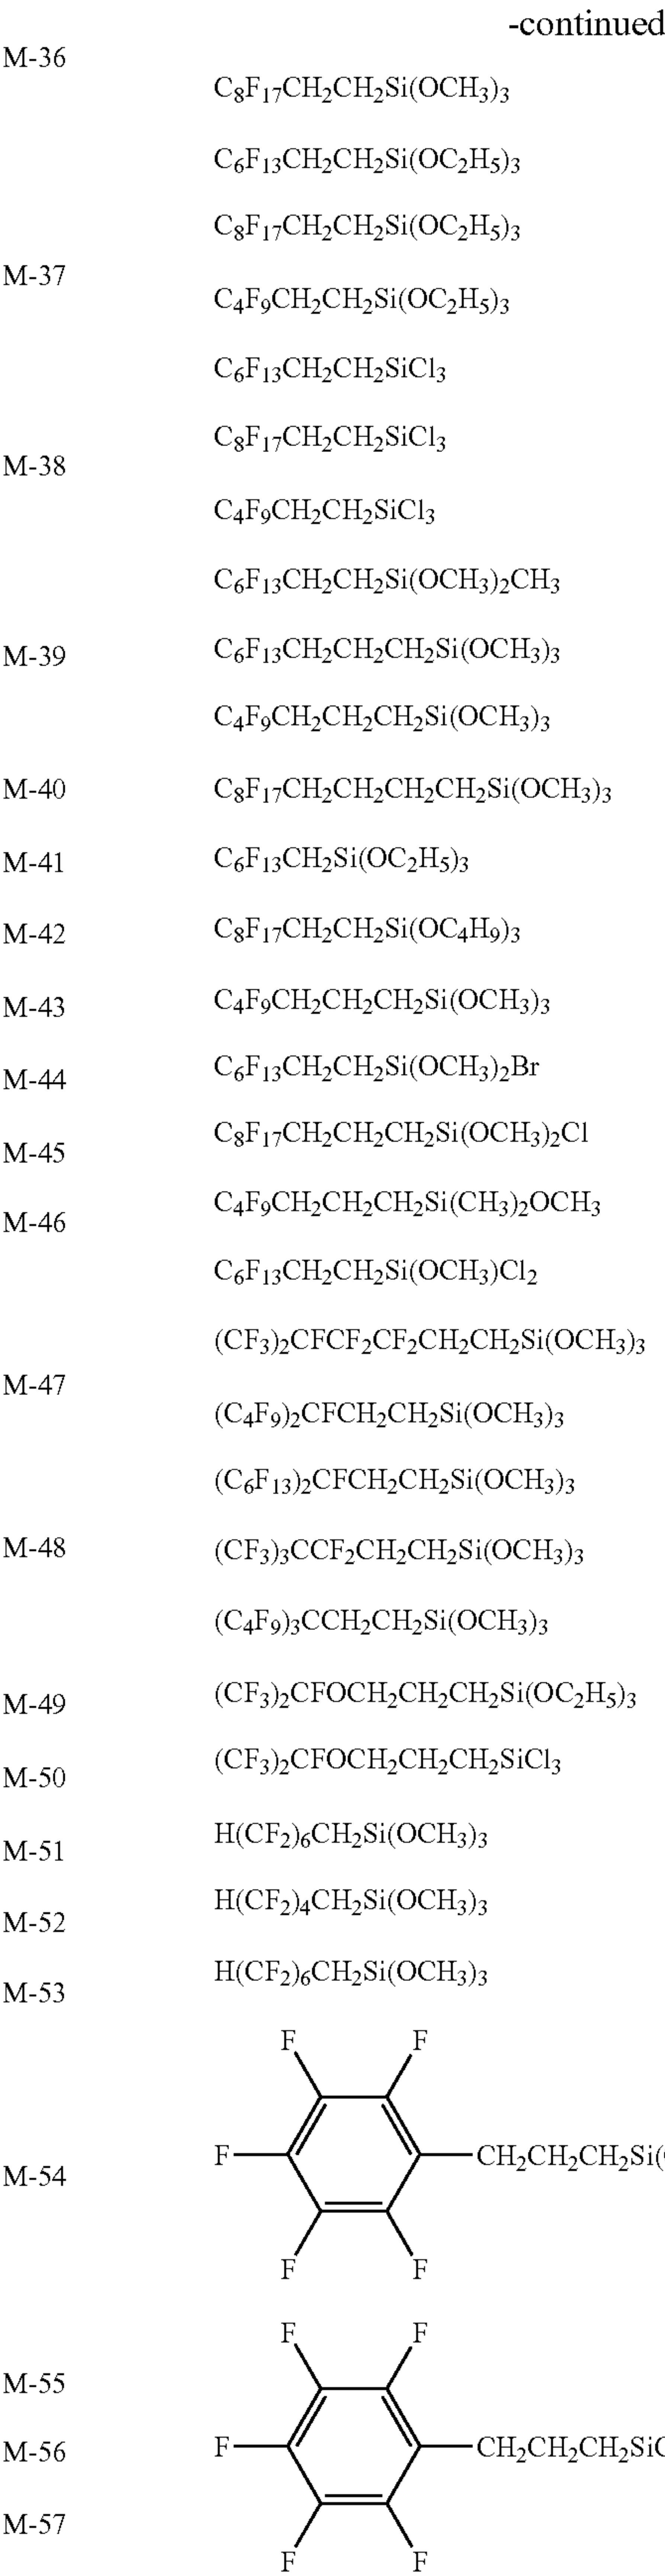 -continued
M-36
C₈F₁₇CH₂CH₂Si(OCH₃)₃
C₆F₁₃CH₂CH₂Si(OC₂H₅)₃
C₈F₁₇CH₂CH₂Si(OC₂H₅)₃
M-37
C₄F₉CH₂CH₂Si(OC₂H₅)₃
C₆F₁₃CH₂CH₂SiCl₃
C₈F₁₇CH₂CH₂SiCl₃
M-38
C₄F₉CH₂CH₂SiCl₃
C₆F₁₃CH₂CH₂Si(OCH₃)₂CH₃
M-39 C₆F₁₃CH₂CH₂CH₂Si(OCH₃)₃
C₄F₉CH₂CH₂CH₂Si(OCH₃)₃
M-40 C₈F₁₇CH₂CH₂CH₂CH₂Si(OCH₃)₃
M-41 C₆F₁₃CH₂Si(OC₂H₅)₃
M-42 C₈F₁₇CH₂CH₂Si(OC₄H₉)₃
M-43 C₄F₉CH₂CH₂CH₂Si(OCH₃)₃
M-44 C₆F₁₃CH₂CH₂Si(OCH₃)₂Br
M-45 C₈F₁₇CH₂CH₂CH₂Si(OCH₃)₂Cl
M-46 C₄F₉CH₂CH₂CH₂Si(CH₃)₂OCH₃
C₆F₁₃CH₂CH₂Si(OCH₃)Cl₂
(CF₃)₂CFCF₂CF₂CH₂CH₂Si(OCH₃)₃
M-47
(C₄F₉)₂CFCH₂CH₂Si(OCH₃)₃
(C₆F₁₃)₂CFCH₂CH₂Si(OCH₃)₃
M-48 (CF₃)₃CCF₂CH₂CH₂Si(OCH₃)₃
(C₄F₉)₃CCH₂CH₂Si(OCH₃)₃
M-49 (CF₃)₂CFOCH₂CH₂CH₂Si(OC₂H₅)₃
M-50 (CF₃)₂CFOCH₂CH₂CH₂SiCl₃
M-51 H(CF₂)₆CH₂Si(OCH₃)₃
M-52 H(CF₂)₄CH₂Si(OCH₃)₃
M-53 H(CF₂)₆CH₂Si(OCH₃)₃
F F
M-54 F CH₂CH₂CH₂Si(
F F
F F
M-55
M-56 F CH₂CH₂CH₂Si
M-57
F F